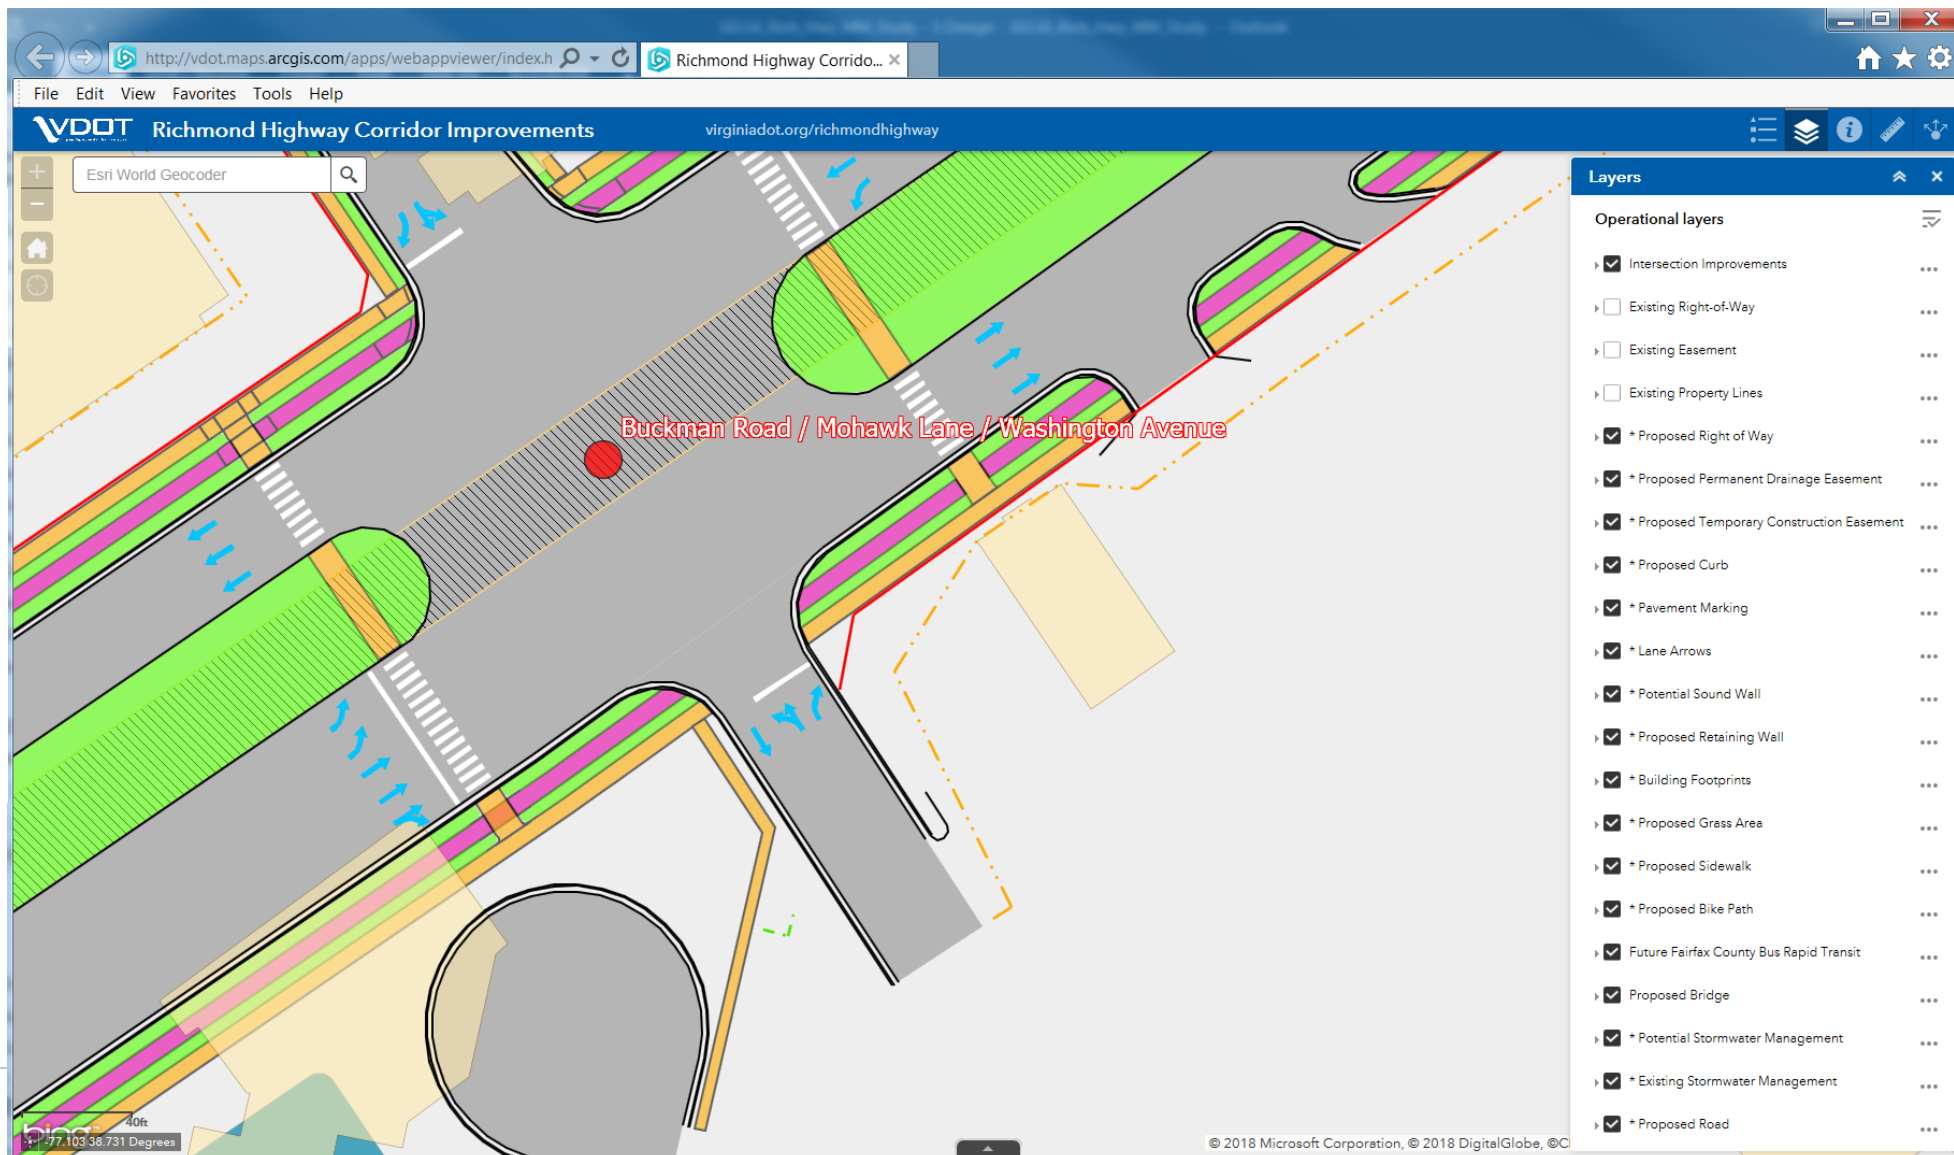 http://vdot.maps.arcgis.com/apps/webappviewer/index.h
Richmond Highway Corrido...
File Edit View Favorites Tools Help
VDOT Richmond Highway Corridor Improvements virginiadot.org/richmondhighway
Esri World Geocoder
Buckman Road / Mohawk Lane / Washington Avenue
Layers
Operational layers
Intersection Improvements
Existing Right-of-Way
Existing Easement
Existing Property Lines
* Proposed Right of Way
* Proposed Permanent Drainage Easement
* Proposed Temporary Construction Easement
* Proposed Curb
* Pavement Marking
* Lane Arrows
* Potential Sound Wall
* Proposed Retaining Wall
* Building Footprints
* Proposed Grass Area
* Proposed Sidewalk
* Proposed Bike Path
Future Fairfax County Bus Rapid Transit
Proposed Bridge
* Potential Stormwater Management
* Existing Stormwater Management
* Proposed Road
40ft
bing
-77.103 38.731 Degrees
© 2018 Microsoft Corporation, © 2018 DigitalGlobe, ©C